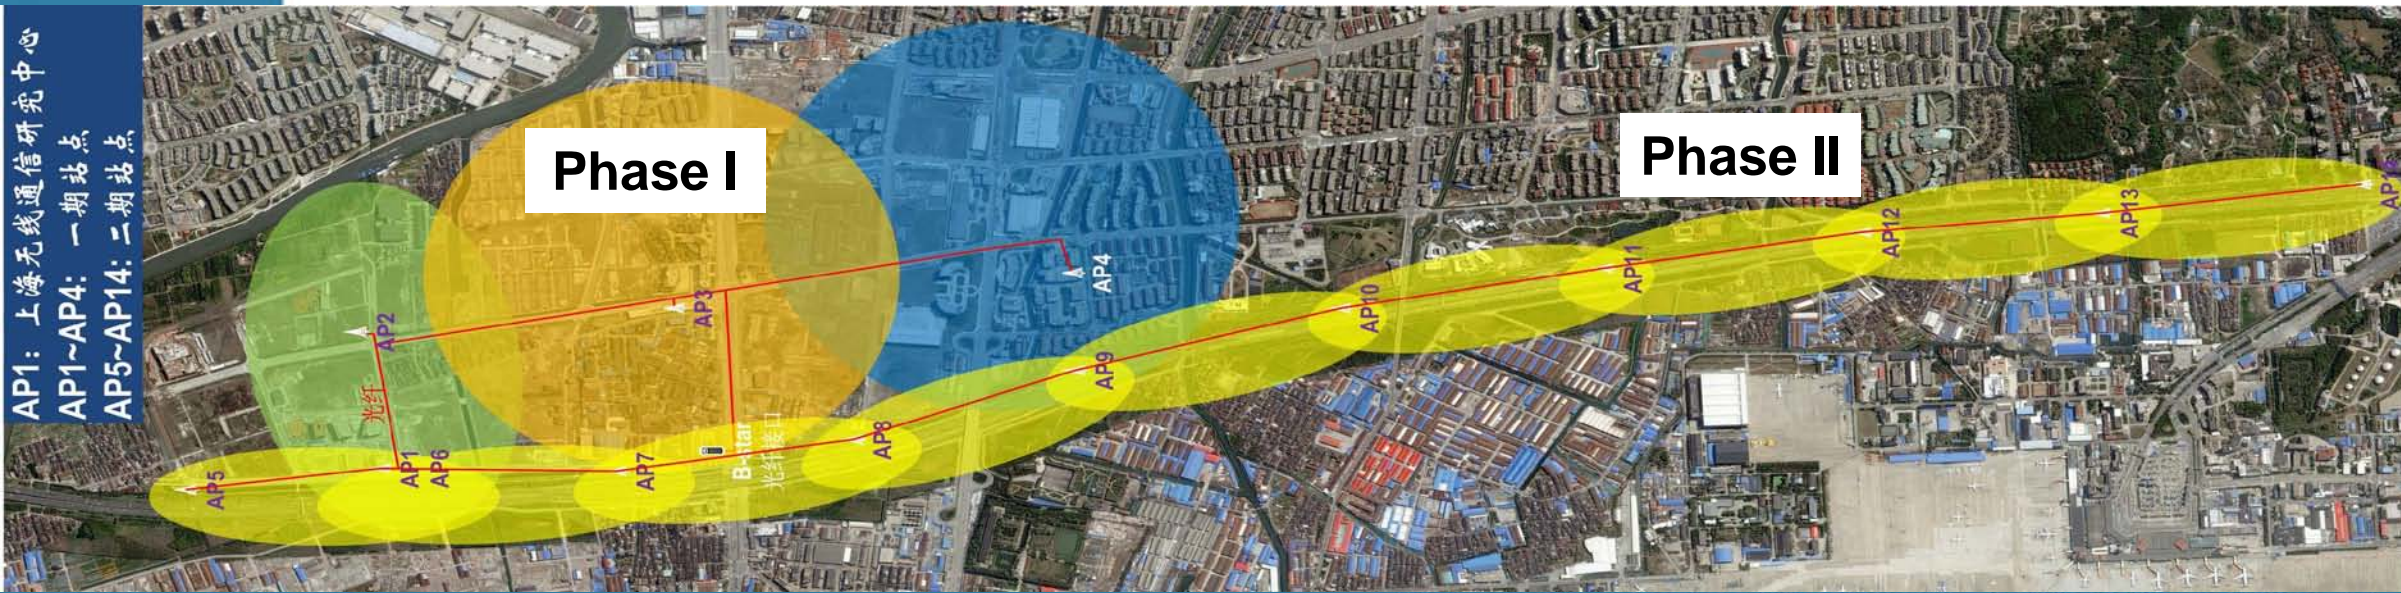 AP1: 上海无线通信研究中心
AP1~AP4: 一期站点
AP5~AP14: 二期站点
Phase I
Phase II
AP5
AP2
光纤
AP1
AP6
AP7
AP3
B-star
光纤接口
AP8
AP4
AP9
AP10
AP11
AP12
AP13